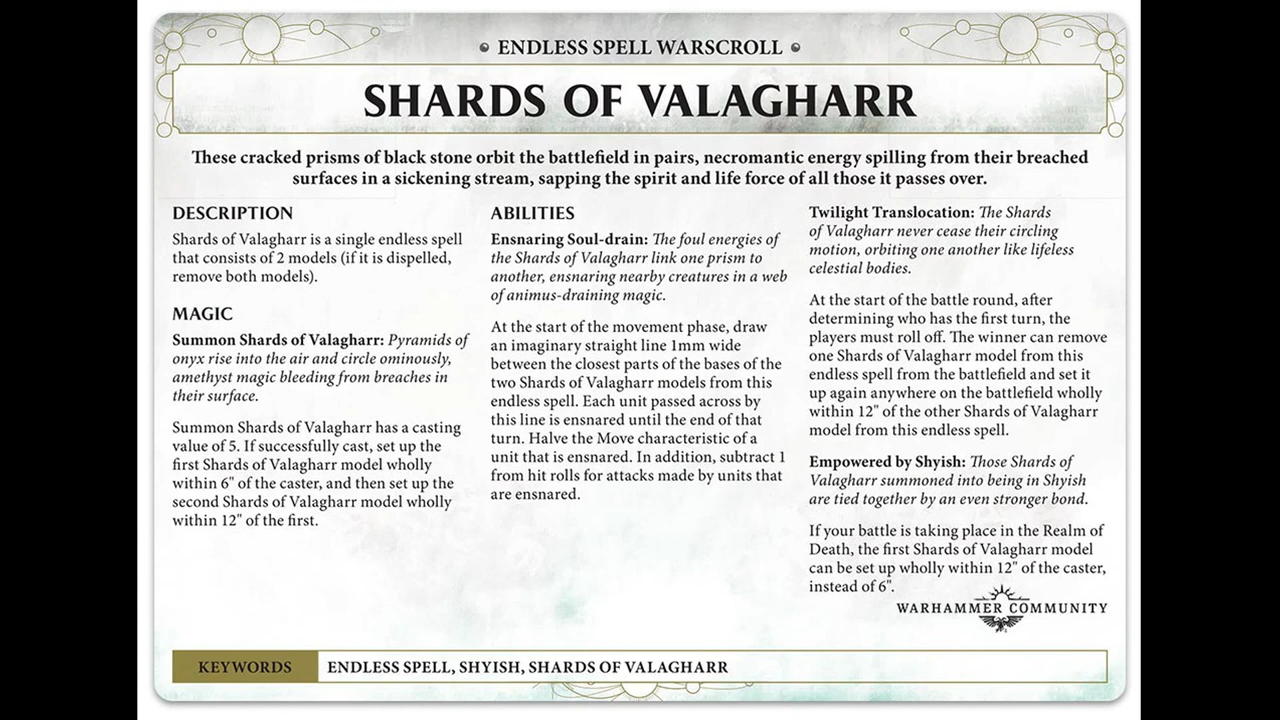 • ENDLESS SPELL WARSCROLL •
SHARDS OF VALAGHARR
These cracked prisms of black stone orbit the battlefield in pairs, necromantic energy spilling from their breached
surfaces in a sickening stream, sapping the spirit and life force of all those it passes over.
DESCRIPTION
Shards of Valagharr is a single endless spell
that consists of 2 models (if it is dispelled,
remove both models).
MAGIC
Summon Shards of Valagharr: Pyramids of
onyx rise into the air and circle ominously,
amethyst magic bleeding from breaches in
their surface.
Summon Shards of Valagharr has a casting
value of 5. If successfully cast, set up the
first Shards of Valagharr model wholly
within 6" of the caster, and then set up the
second Shards of Valagharr model wholly
within 12" of the first.
ABILITIES
Ensnaring Soul-drain: The foul energies of
the Shards of Valagharr link one prism to
another, ensnaring nearby creatures in a web
of animus-draining magic.
At the start of the movement phase, draw
an imaginary straight line 1mm wide
between the closest parts of the bases of the
two Shards of Valagharr models from this
endless spell. Each unit passed across by
this line is ensnared until the end of that
turn. Halve the Move characteristic of a
unit that is ensnared. In addition, subtract 1
from hit rolls for attacks made by units that
are ensnared.
Twilight Translocation: The Shards
of Valagharr never cease their circling
motion, orbiting one another like lifeless
celestial bodies.
At the start of the battle round, after
determining who has the first turn, the
players must roll off. The winner can remove
one Shards of Valagharr model from this
endless spell from the battlefield and set it
up again anywhere on the battlefield wholly
within 12" of the other Shards of Valagharr
model from this endless spell.
Empowered by Shyish: Those Shards of
Valagharr summoned into being in Shyish
are tied together by an even stronger bond.
If your battle is taking place in the Realm of
Death, the first Shards of Valagharr model
can be set up wholly within 12" of the caster,
instead of 6".
WARHAMMER COMMUNITY
KEYWORDS
ENDLESS SPELL, SHYISH, SHARDS OF VALAGHARR